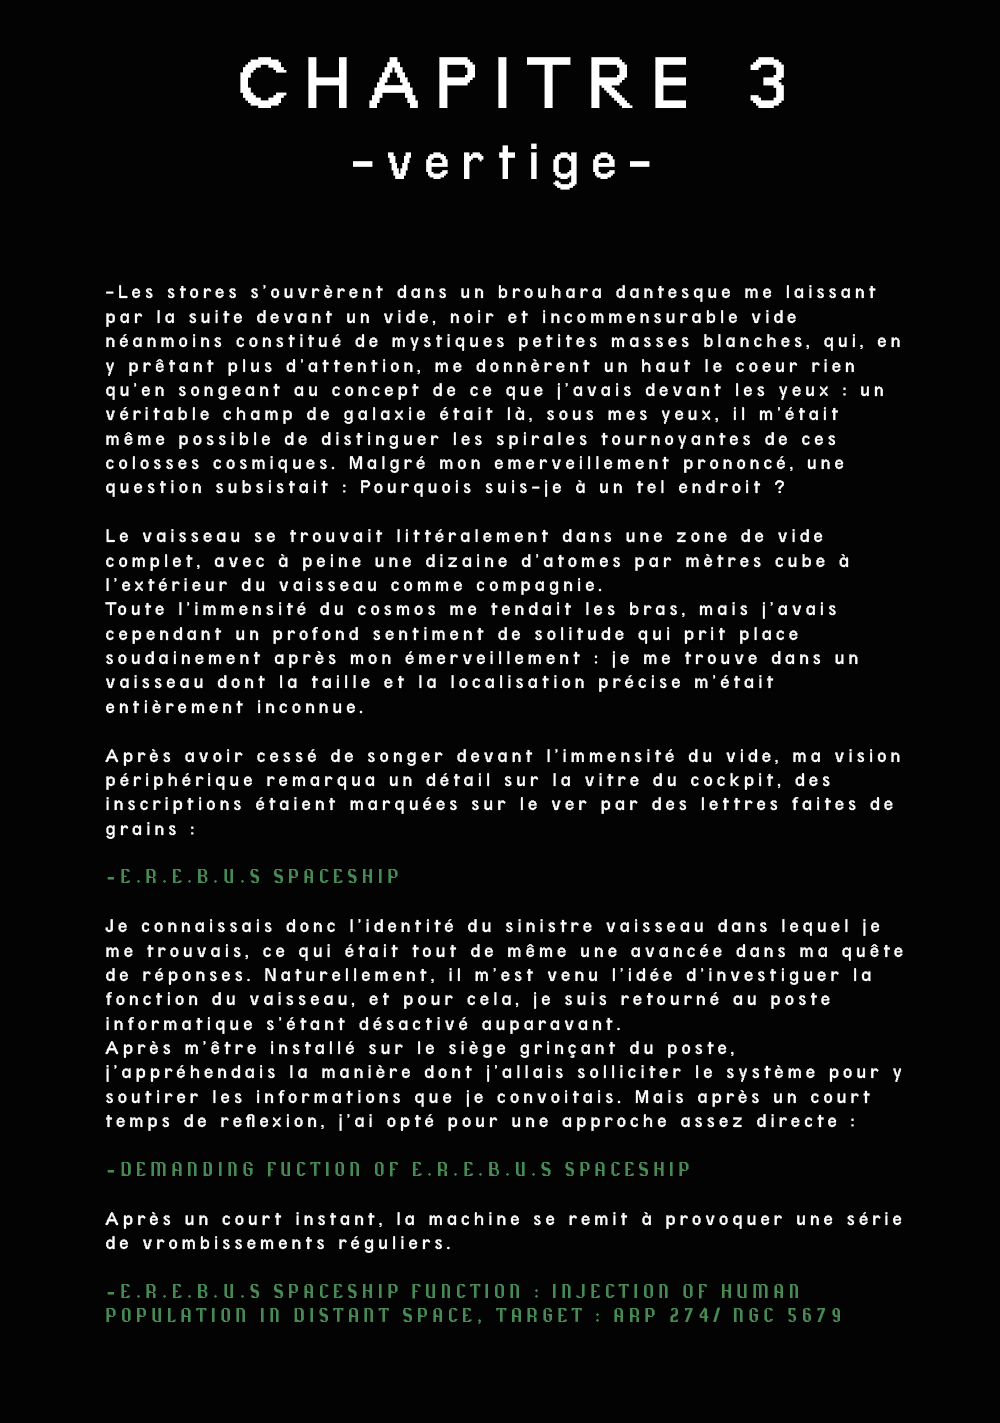 CHAPITRE 3
-vertige-
-Les stores s'ouvrèrent dans un brouhara dantesque me laissant
par la suite devant un vide, noir et incommensurable vide
néanmoins constitué de mystiques petites masses blanches, qui, en
y prêtant plus d'attention, me donnèrent un haut le coeur rien
qu'en songeant au concept de ce que j'avais devant les yeux : un
véritable champ de galaxie était là, sous mes yeux, il m'était
même possible de distinguer les spirales tournoyantes de ces
colosses cosmiques. Malgré mon emerveillement prononcé, une
question subsistait : Pourquois suis-je à un tel endroit ?
Le vaisseau se trouvait littéralement dans une zone de vide
complet, avec à peine une dizaine d'atomes par mètres cube à
l'extérieur du vaisseau comme compagnie.
Toute l'immensité du cosmos me tendait les bras, mais j'avais
cependant un profond sentiment de solitude qui prit place
soudainement après mon émerveillement : je me trouve dans un
vaisseau dont la taille et la localisation précise m'était
entièrement inconnue.
Après avoir cessé de songer devant l'immensité du vide, ma vision
périphérique remarqua un détail sur la vitre du cockpit, des
inscriptions étaient marquées sur le ver par des lettres faites de
grains :
-E.R.E.B.U.S SPACESHIP
Je connaissais donc l'identité du sinistre vaisseau dans lequel je
me trouvais, ce qui était tout de même une avancée dans ma quête
de réponses. Naturellement, il m'est venu l'idée d'investiguer la
fonction du vaisseau, et pour cela, je suis retourné au poste
informatique s'étant désactivé auparavant.
Après m'être installé sur le siège grinçant du poste,
j'appréhendais la manière dont j'allais solliciter le système pour y
soutirer les informations que je convoitais. Mais après un court
temps de reflexion, j'ai opté pour une approche assez directe :
-DEMANDING FUCTION OF E.R.E.B.U.S SPACESHIP
Après un court instant, la machine se remit à provoquer une série
de vrombissements réguliers.
-E.R.E.B.U.S SPACESHIP FUNCTION : INJECTION OF HUMAN
POPULATION IN DISTANT SPACE, TARGET : ARP 274/ NGC 5679